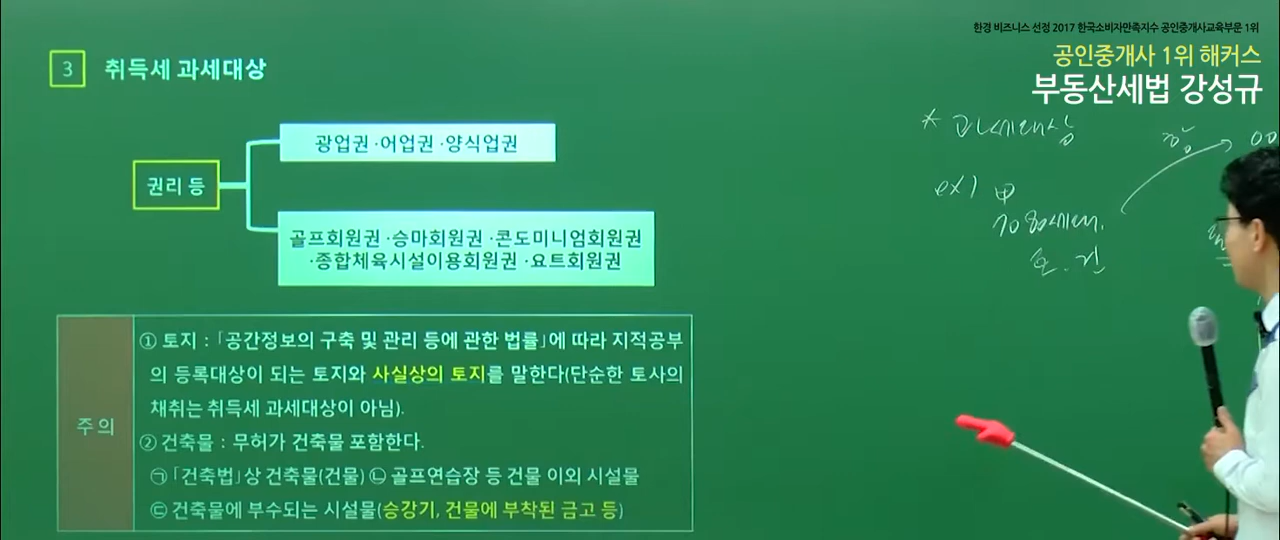 한경 비즈니스 선정 2017 한국소비자만족지수 공인중개사교육부문 1위
공인중개사 1위 해커스
부동산세법 강성규
3 취득세 과세대상
권리 등
광업권·어업권·양식업권
골프회원권·승마회원권·콘도미니엄회원권
·종합체육시설이용회원권·요트회원권
주의
① 토지 : 「공간정보의 구축 및 관리 등에 관한 법률」에 따라 지적공부
의 등록대상이 되는 토지와 사실상의 토지를 말한다(단순한 토사의
채취는 취득세 과세대상이 아님).
② 건축물 : 무허가 건축물 포함한다.
㉠ 「건축법」상 건축물(건물) ㉡ 골프연습장 등 건물 이외 시설물
㉢ 건축물에 부수되는 시설물(승강기, 건물에 부착된 금고 등)
* 과세대상
ex) 甲